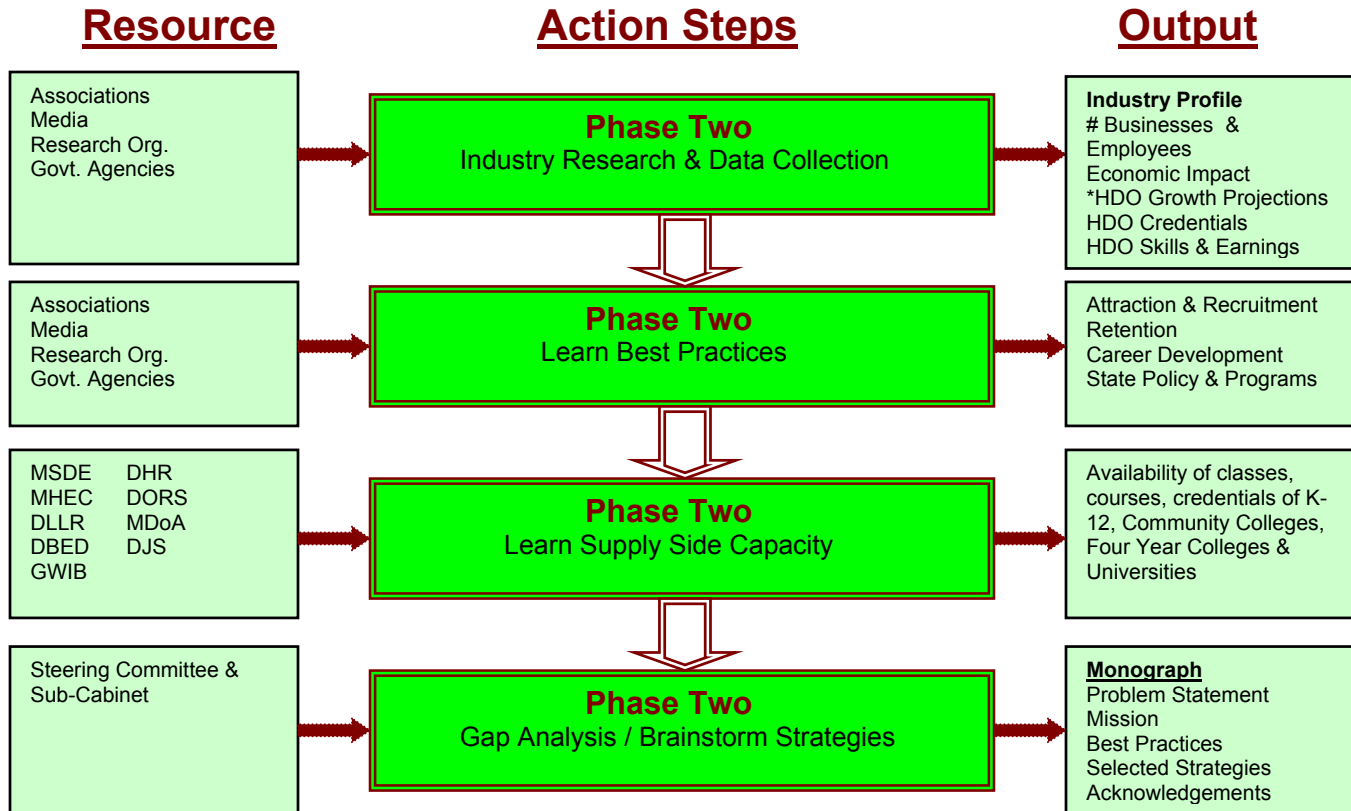 Resource
Action Steps
Output
Associations
Media
Research Org.
Govt. Agencies
Phase Two
Industry Research & Data Collection
Industry Profile
# Businesses &
Employees
Economic Impact
*HDO Growth Projections
HDO Credentials
HDO Skills & Earnings
Associations
Media
Research Org.
Govt. Agencies
Phase Two
Learn Best Practices
Attraction & Recruitment
Retention
Career Development
State Policy & Programs
MSDE DHR
MHEC DORS
DLLR MDoA
DBED DJS
GWIB
Phase Two
Learn Supply Side Capacity
Availability of classes,
courses, credentials of K-
12, Community Colleges,
Four Year Colleges &
Universities
Steering Committee &
Sub-Cabinet
Phase Two
Gap Analysis / Brainstorm Strategies
Monograph
Problem Statement
Mission
Best Practices
Selected Strategies
Acknowledgements